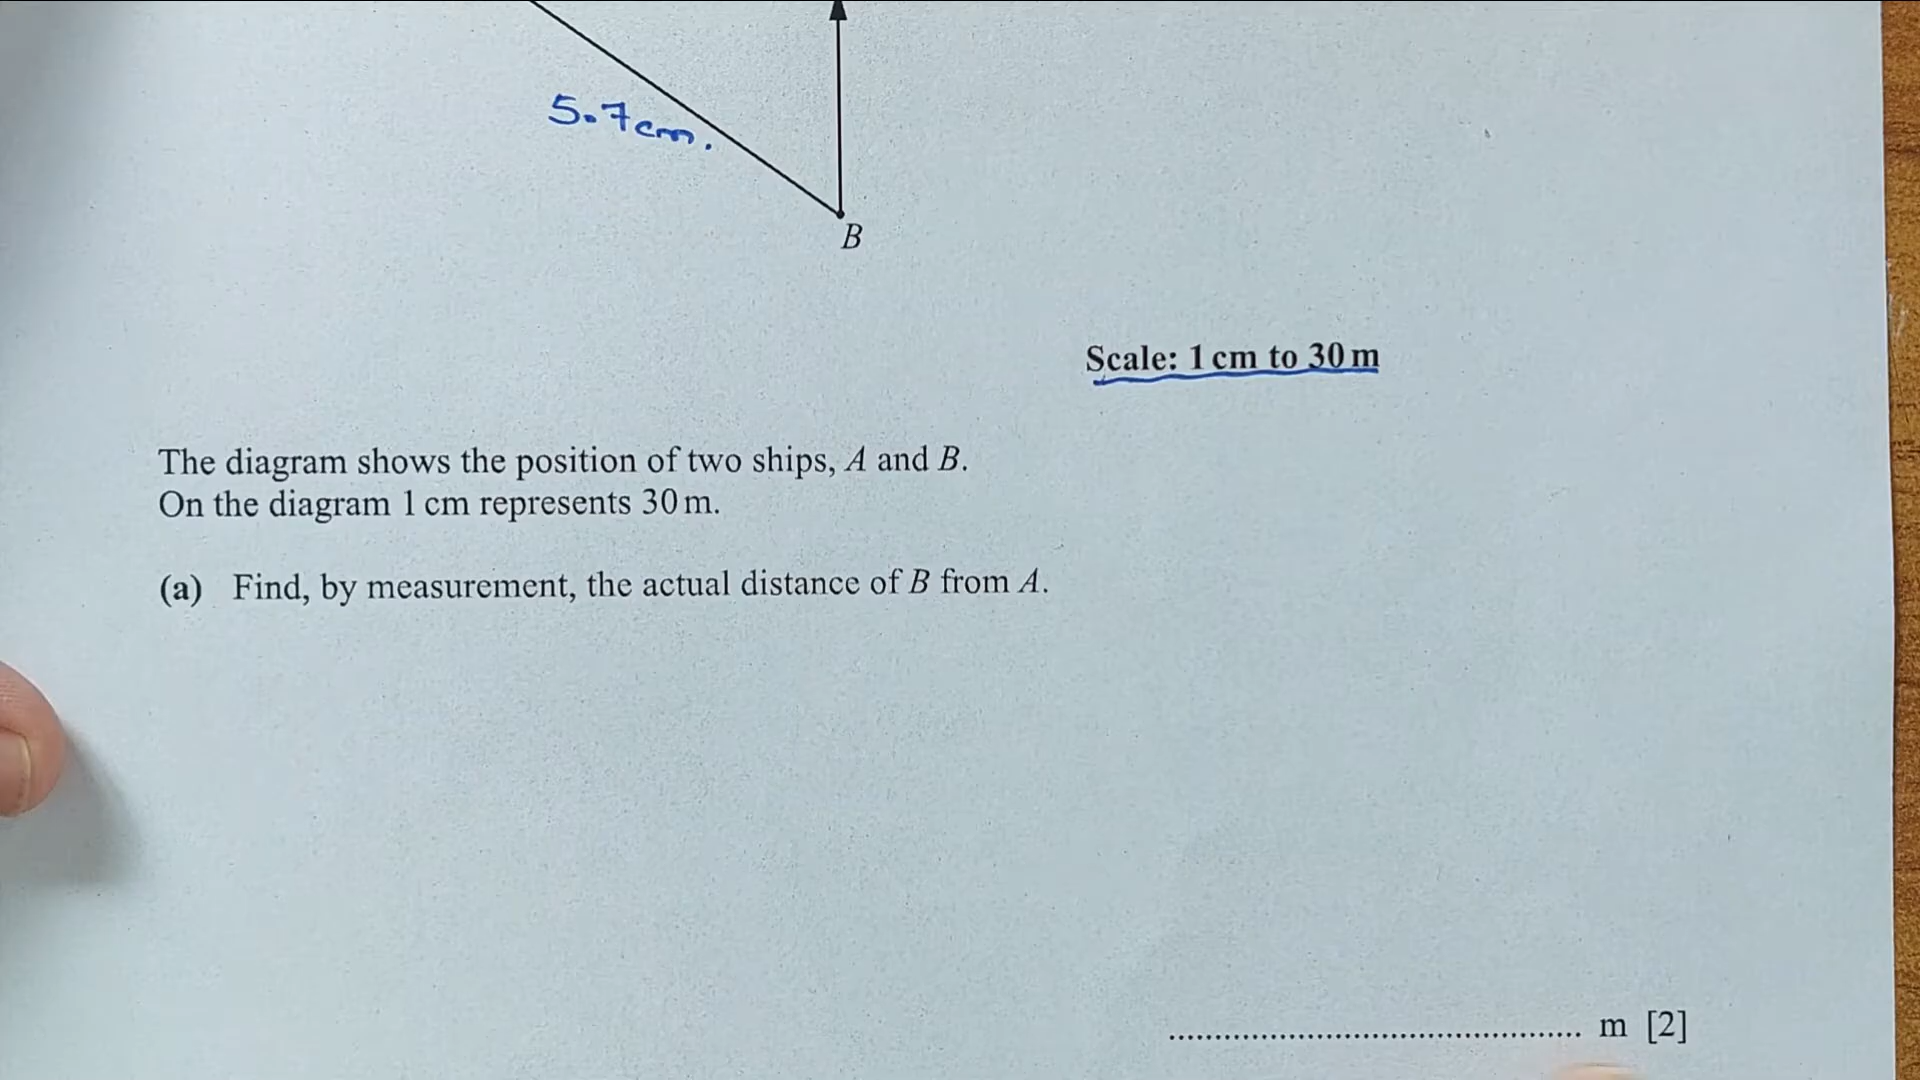 5.7cm.
B
Scale: 1 cm to 30 m
The diagram shows the position of two ships, A and B.
On the diagram 1 cm represents 30 m.
(a) Find, by measurement, the actual distance of B from A.
........................................ m [2]